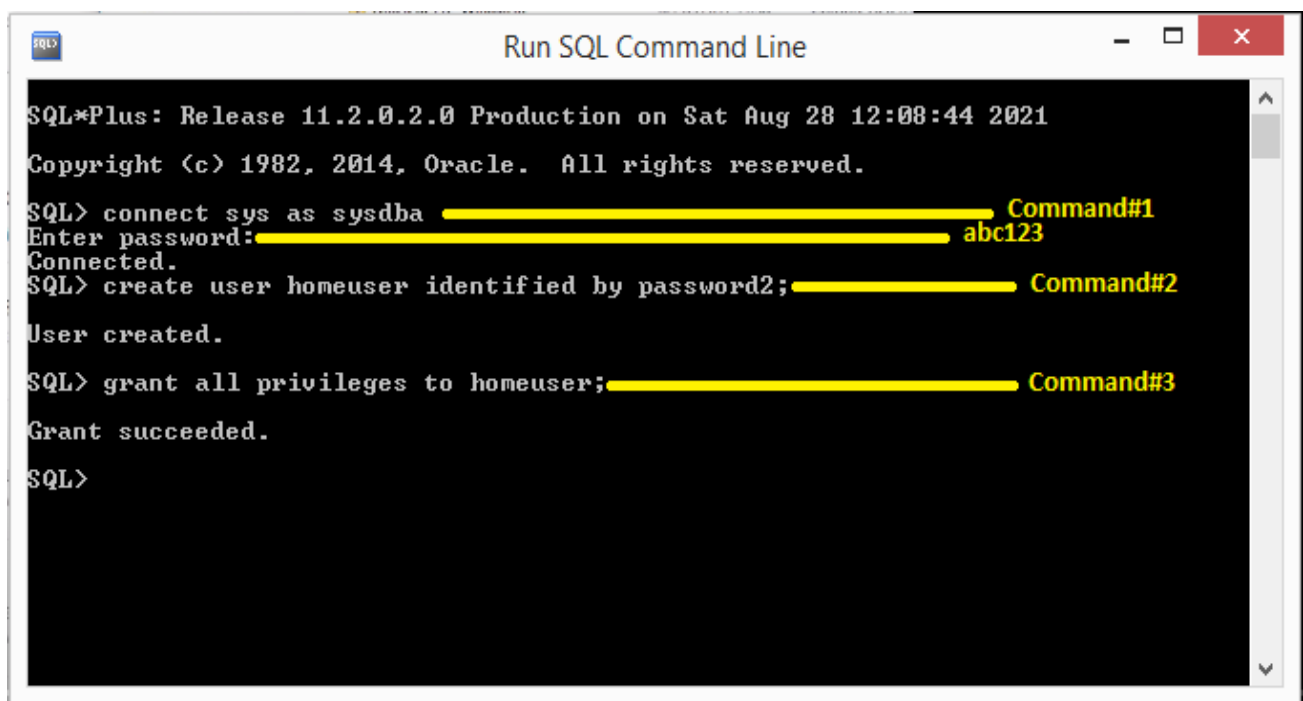 Run SQL Command Line
SQL*Plus: Release 11.2.0.2.0 Production on Sat Aug 28 12:08:44 2021
Copyright (c) 1982, 2014, Oracle.  All rights reserved.
SQL> connect sys as sysdba Command#1
Enter password: abc123
Connected.
SQL> create user homeuser identified by password2; Command#2
User created.
SQL> grant all privileges to homeuser; Command#3
Grant succeeded.
SQL>